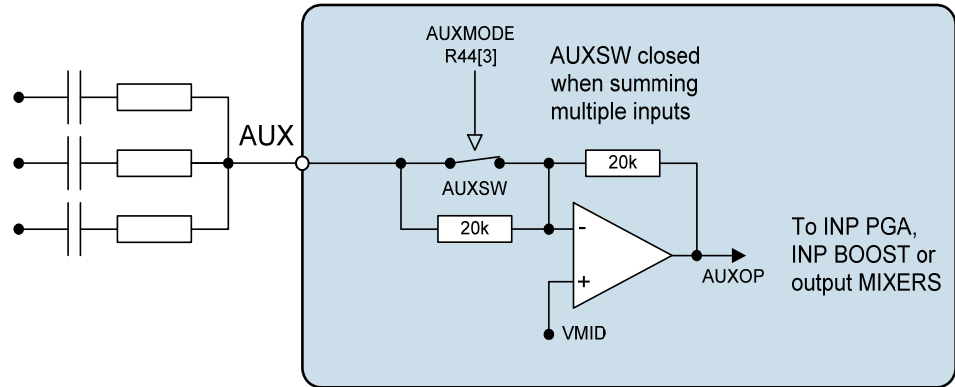 AUXMODE
R44[3]
AUXSW closed
when summing
multiple inputs
AUX
20k
AUXSW
20k
-
+
AUXOP
VMID
To INP PGA,
INP BOOST or
output MIXERS